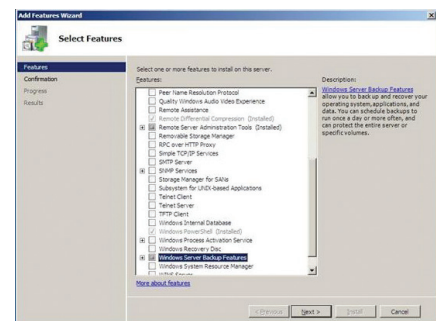 Add Features Wizard
Select Features
Features
Confirmation
Progress
Results
Select one or more features to install on this server.
Features:
Peer Name Resolution Protocol
Quality Windows Audio Video Experience
Remote Assistance
Remote Differential Compression (Installed)
Remote Server Administration Tools (Installed)
Removable Storage Manager
RPC over HTTP Proxy
Simple TCP/IP Services
SMTP Server
SNMP Services
Storage Manager for SANs
Subsystem for UNIX-based Applications
Telnet Client
Telnet Server
TFTP Client
Windows Internal Database
Windows PowerShell (Installed)
Windows Process Activation Service
Windows Recovery Disc
Windows Server Backup Features
Windows System Resource Manager
WINS Server
More about features
Description:
Windows Server Backup Features
allow you to back up and recover your
operating system, applications, and
data. You can schedule backups to
run once a day or more often, and
can protect the entire server or
specific volumes.
< Previous
Next >
Install
Cancel